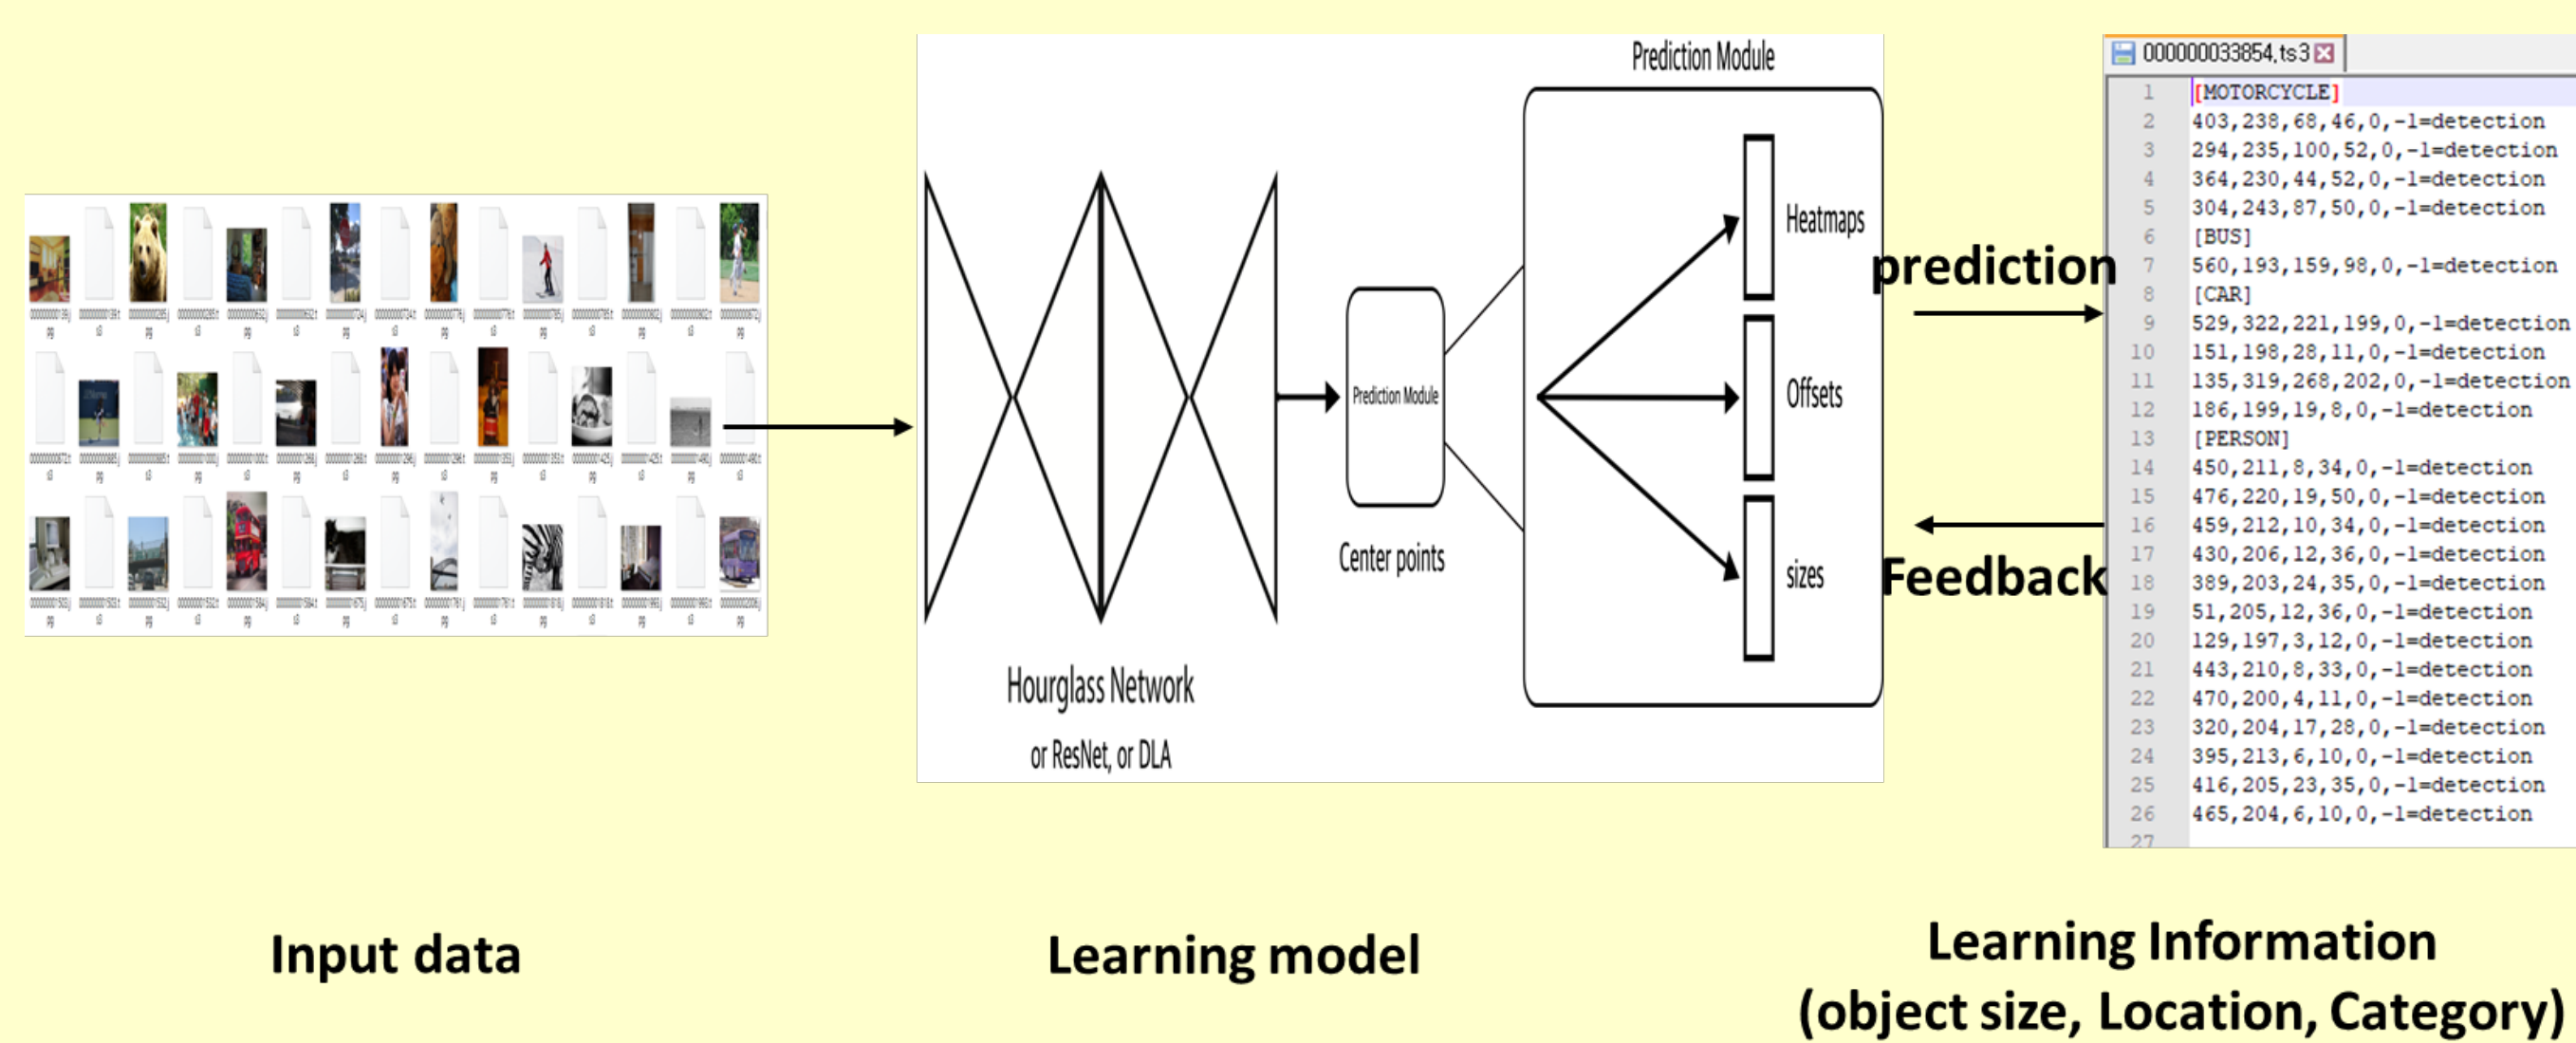 Prediction Module
Heatmaps
Offsets
sizes
Prediction Module
Center points
Hourglass Network
or ResNet, or DLA
prediction
Feedback
000000033854.ts3
1 [MOTORCYCLE]
2 403,238,68,46,0,-1=detection
3 294,235,100,52,0,-1=detection
4 364,230,44,52,0,-1=detection
5 304,243,87,50,0,-1=detection
6 [BUS]
7 560,193,159,98,0,-1=detection
8 [CAR]
9 529,322,221,199,0,-1=detection
10 151,198,28,11,0,-1=detection
11 135,319,268,202,0,-1=detection
12 186,199,19,8,0,-1=detection
13 [PERSON]
14 450,211,8,34,0,-1=detection
15 476,220,19,50,0,-1=detection
16 459,212,10,34,0,-1=detection
17 430,206,12,36,0,-1=detection
18 389,203,24,35,0,-1=detection
19 51,205,12,36,0,-1=detection
20 129,197,3,12,0,-1=detection
21 443,210,8,33,0,-1=detection
22 470,200,4,11,0,-1=detection
23 320,204,17,28,0,-1=detection
24 395,213,6,10,0,-1=detection
25 416,205,23,35,0,-1=detection
26 465,204,6,10,0,-1=detection
27
Input data
Learning model
Learning Information
(object size, Location, Category)